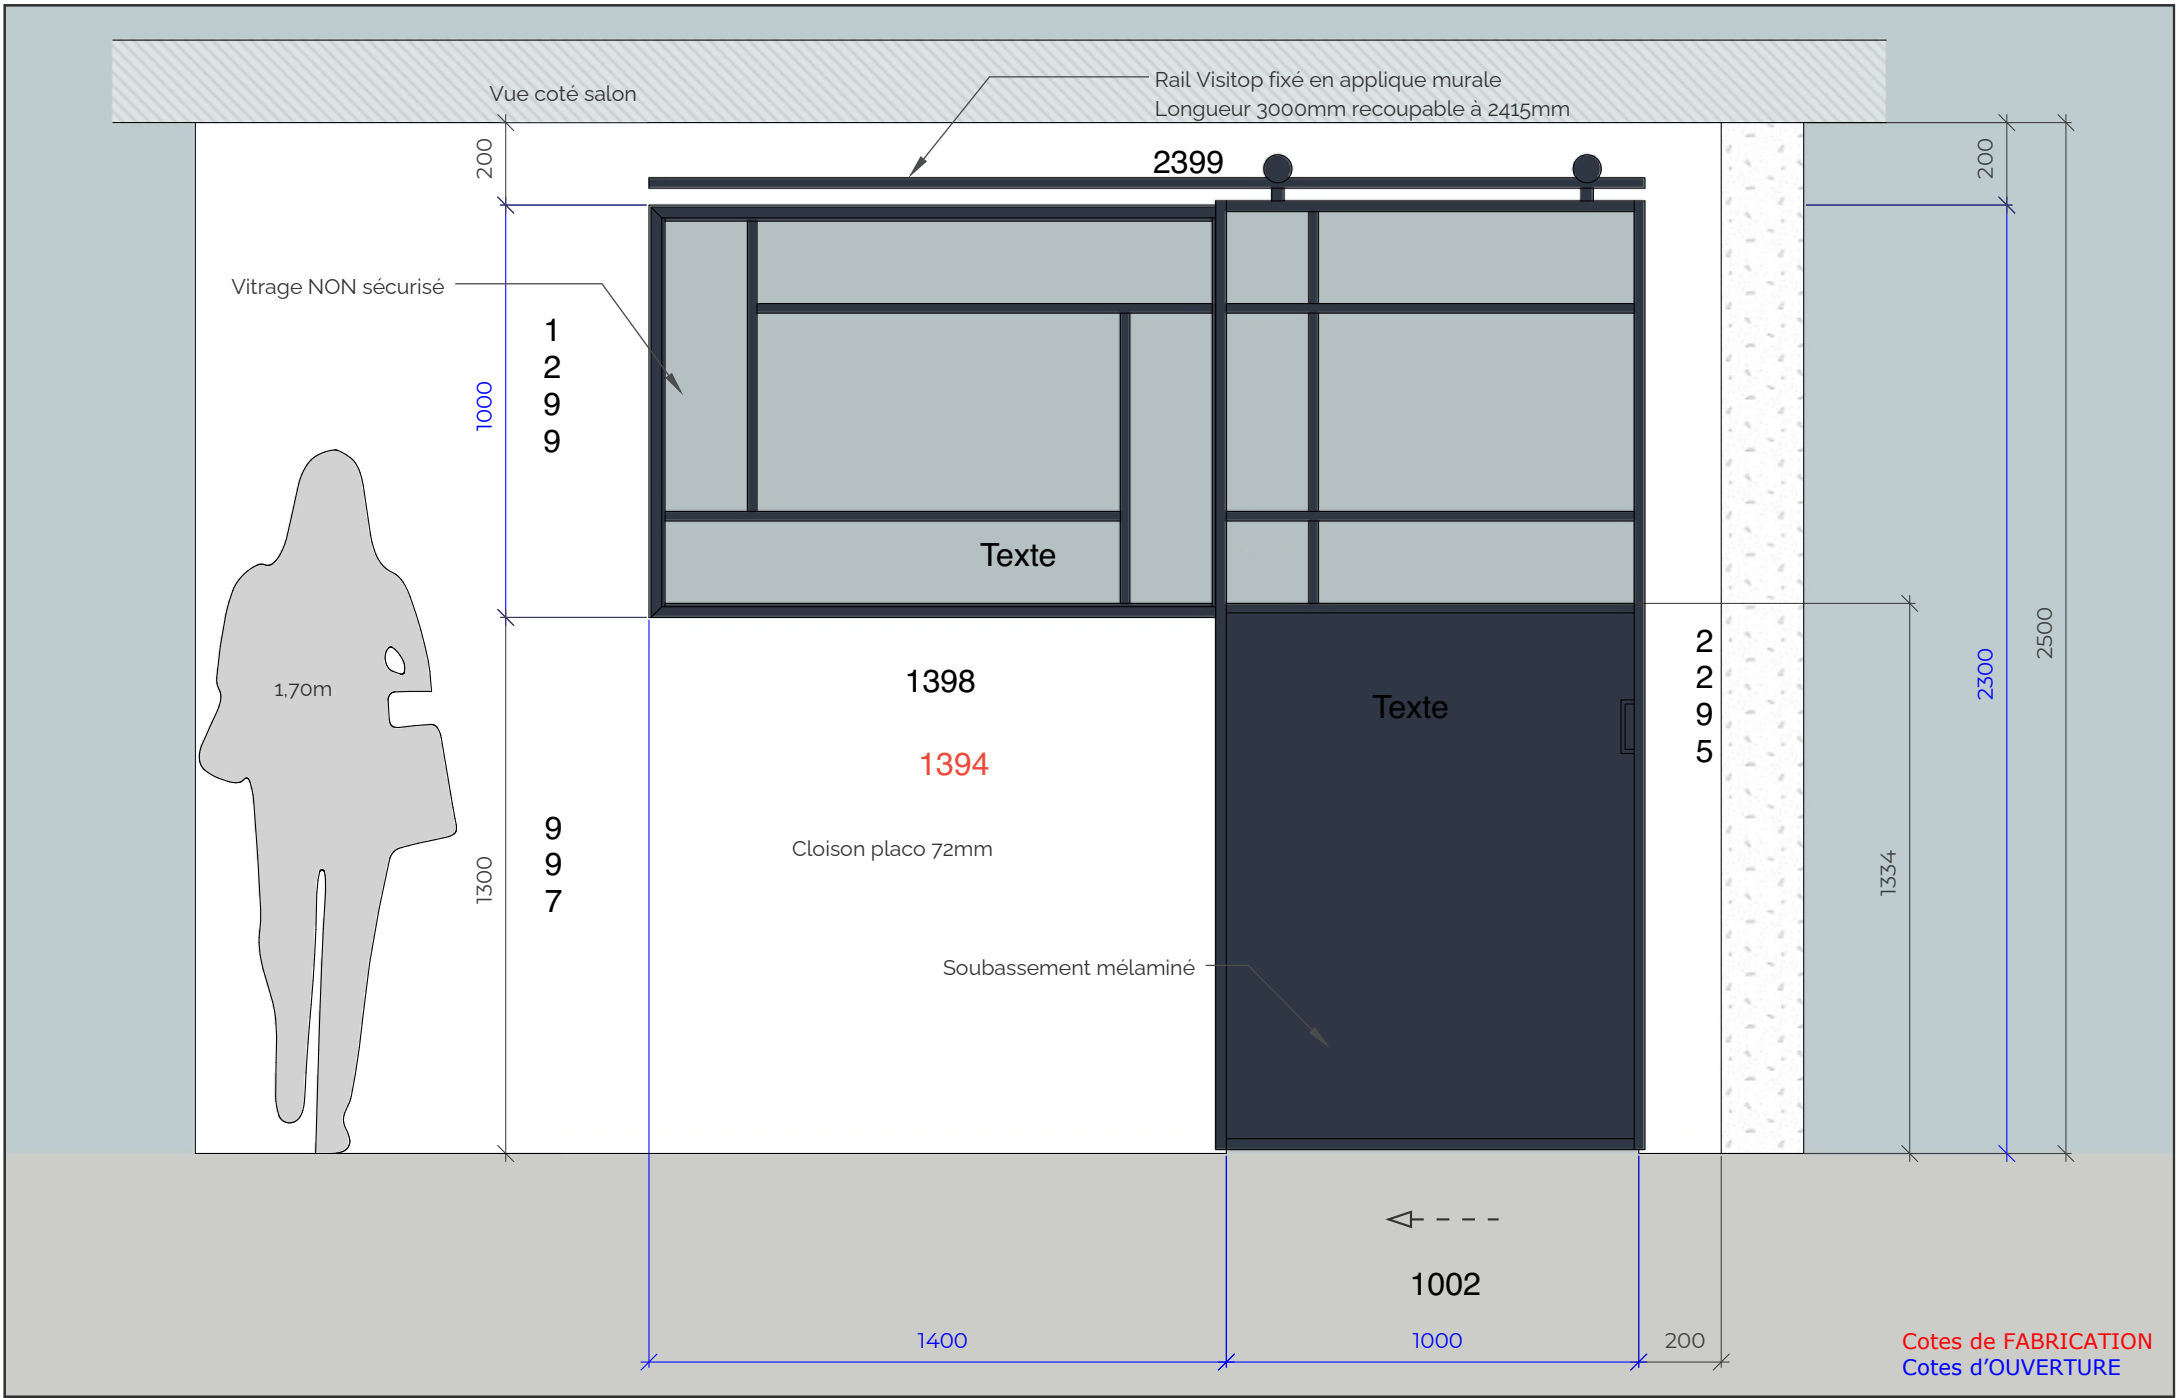 Vue coté salon
Rail Visitop fixé en applique murale
Longueur 3000mm recoupable à 2415mm
200
200
2399
Vitrage NON sécurisé
1
2
9
9
1000
Texte
2
2
9
5
2500
2300
1398
1,70m
Texte
1394
Cloison placo 72mm
9
9
7
1300
1334
Soubassement mélaminé
1002
1400
1000
200
Cotes de FABRICATION
Cotes d'OUVERTURE